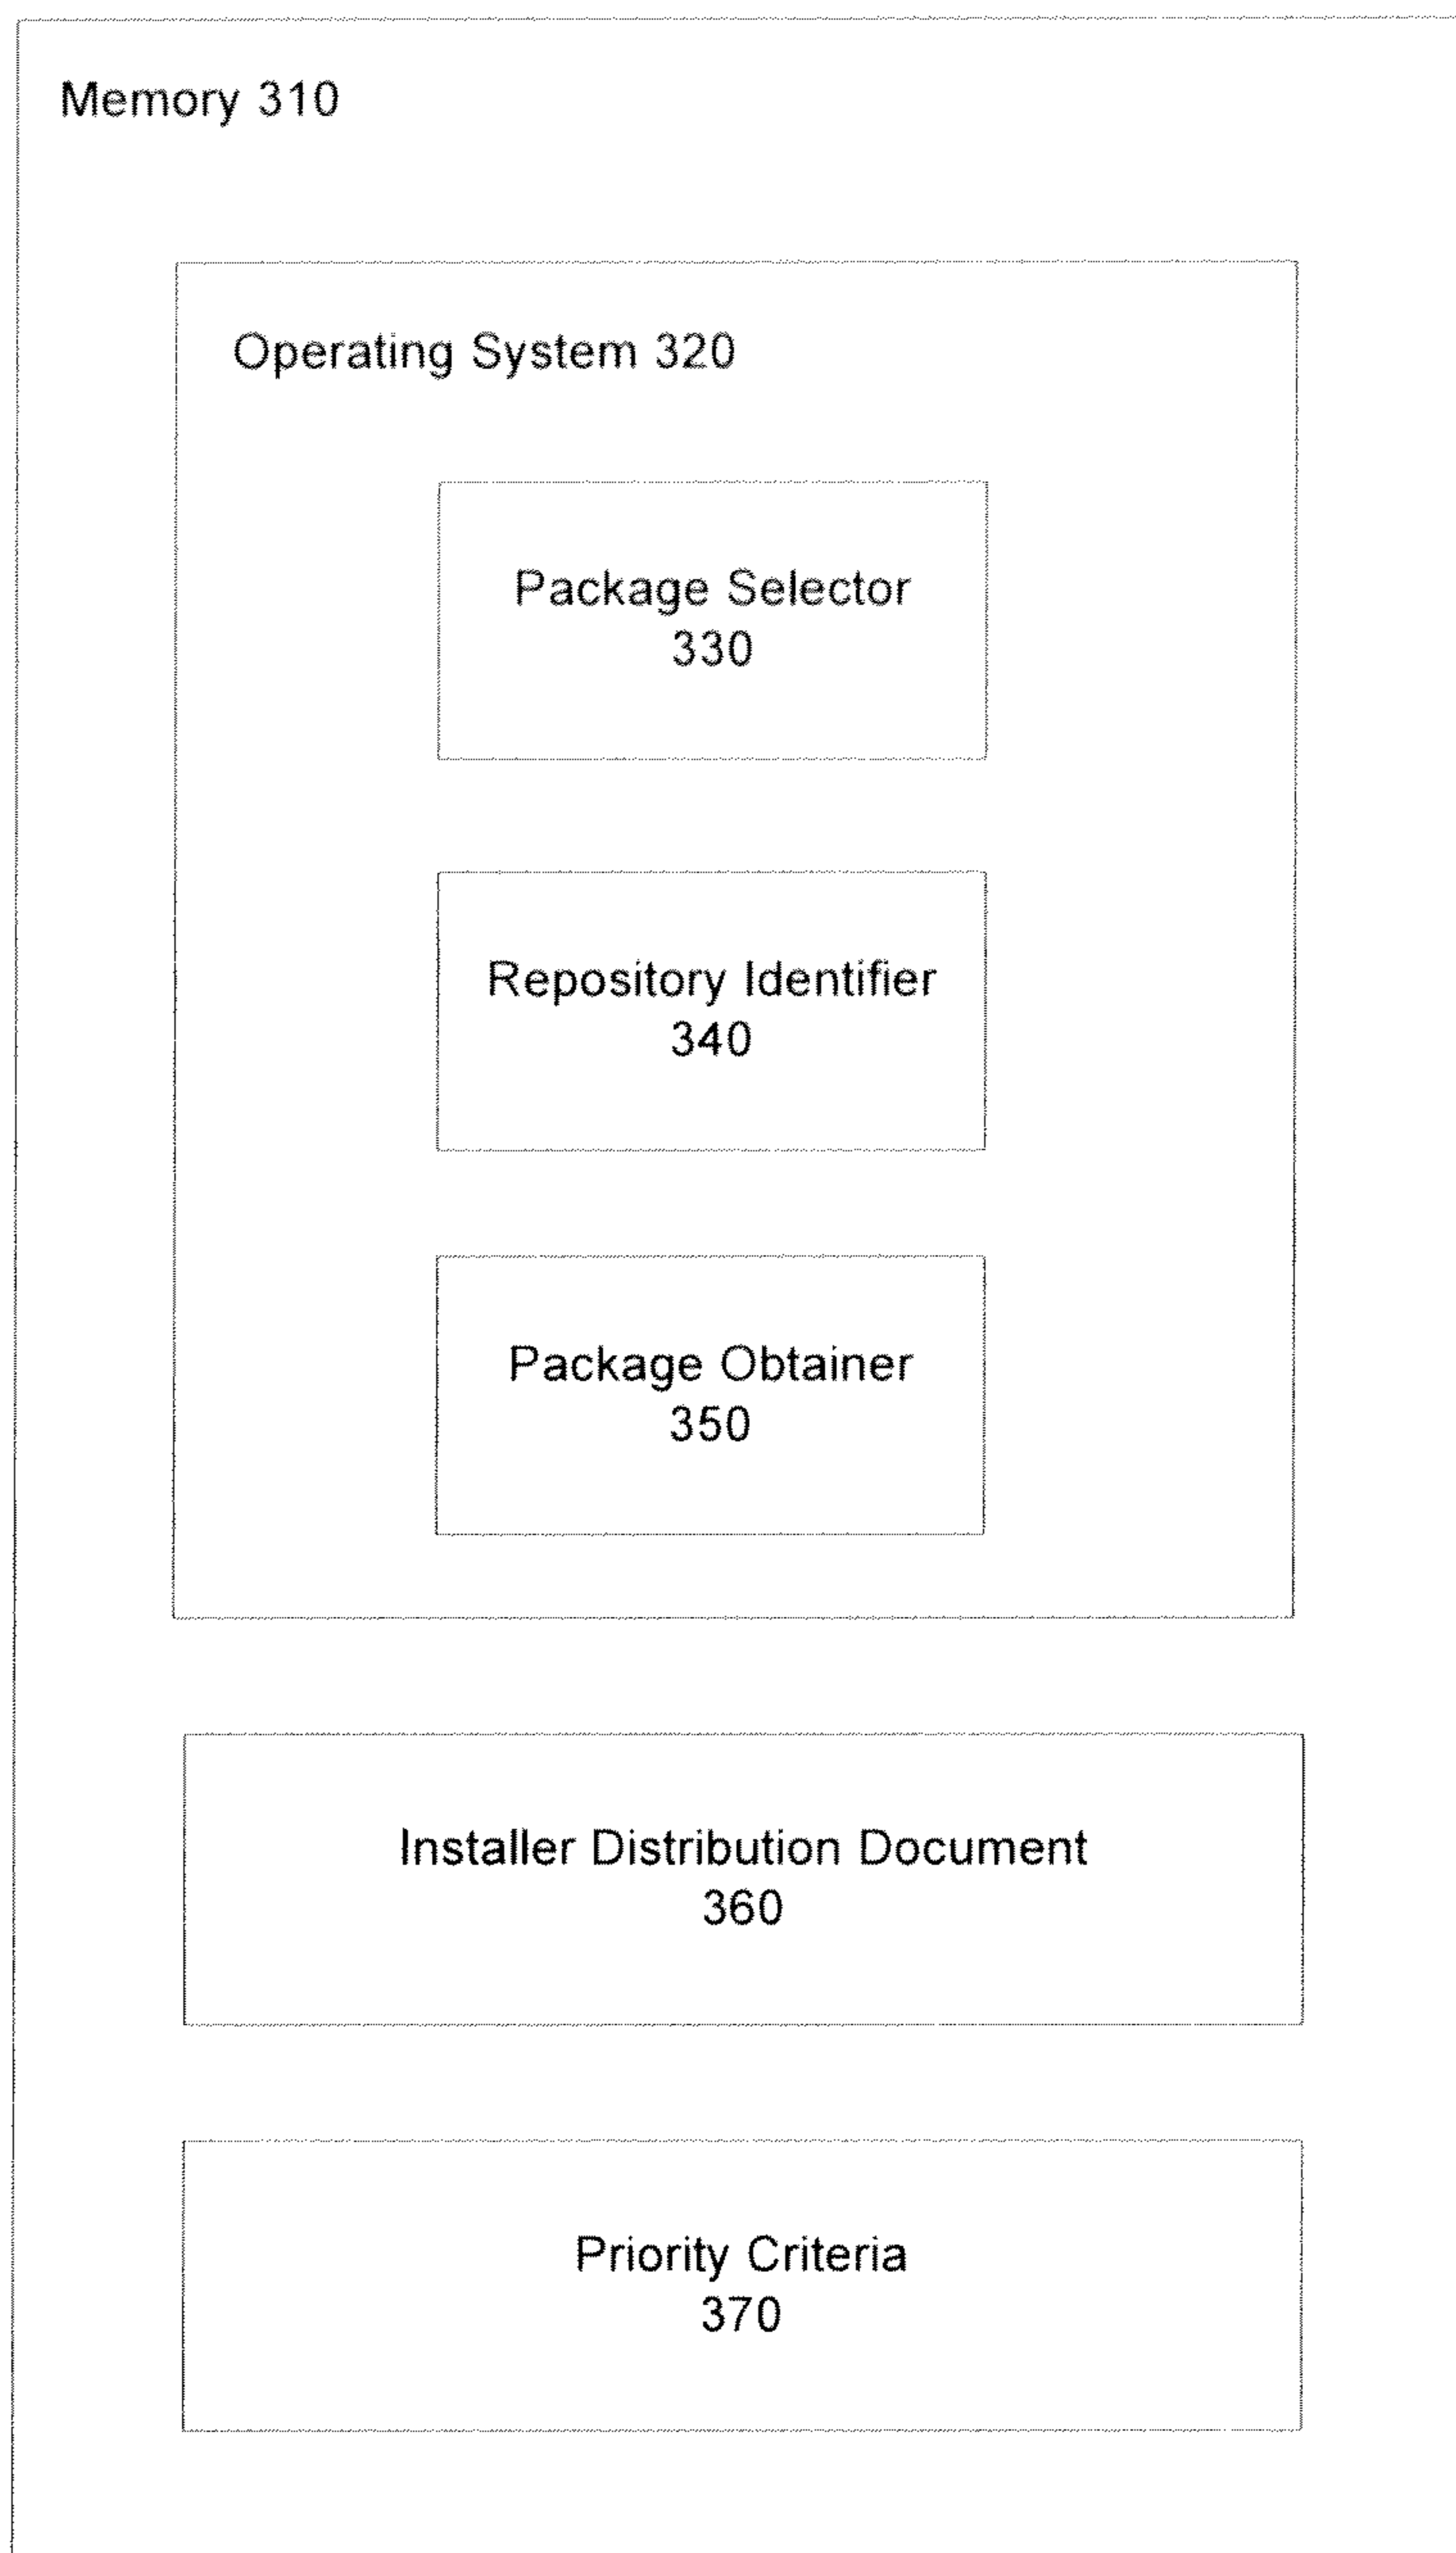 Memory 310
Operating System 320
Package Selector
330
Repository Identifier
340
Package Obtainer
350
Installer Distribution Document
360
Priority Criteria
370